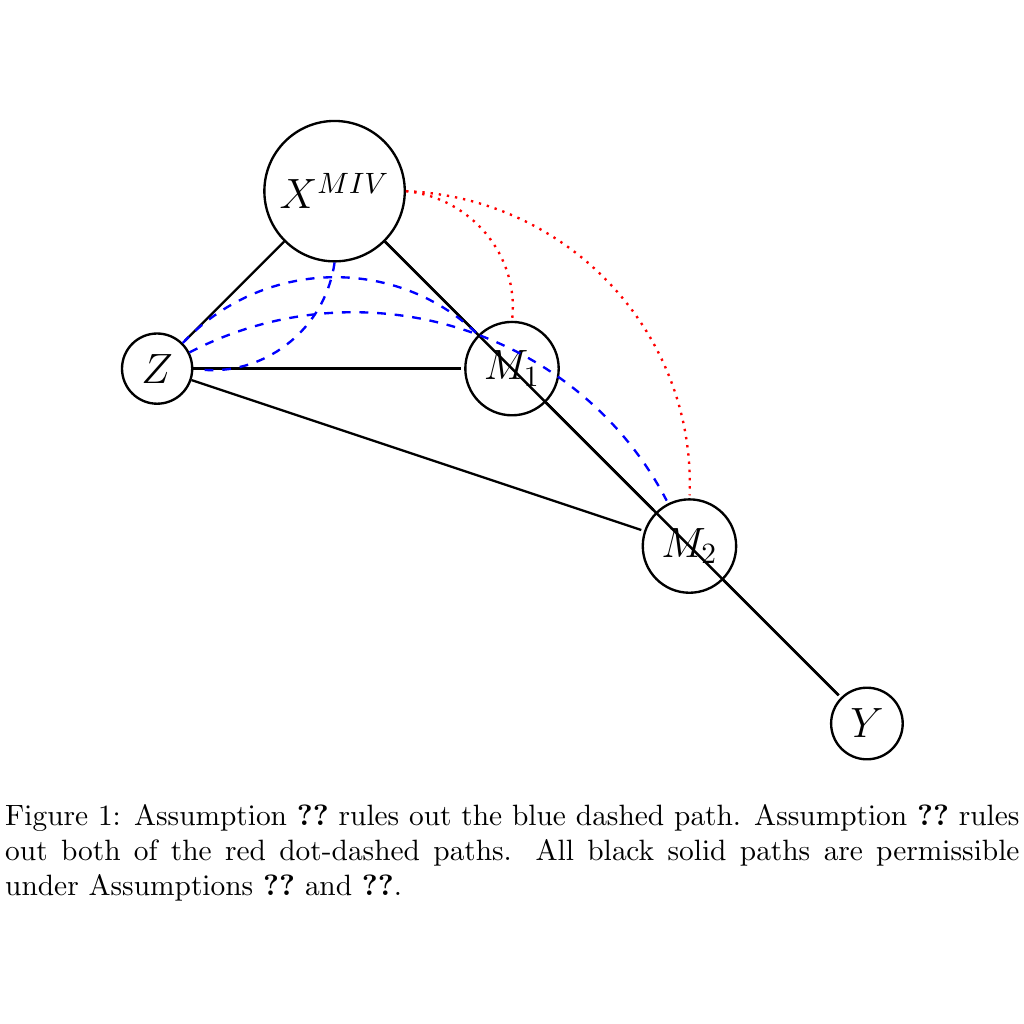 X^{MIV}
Z
M_1
M_2
Y
Figure 1: Assumption ?? rules out the blue dashed path. Assumption ?? rules
out both of the red dot-dashed paths. All black solid paths are permissible
under Assumptions ?? and ??.